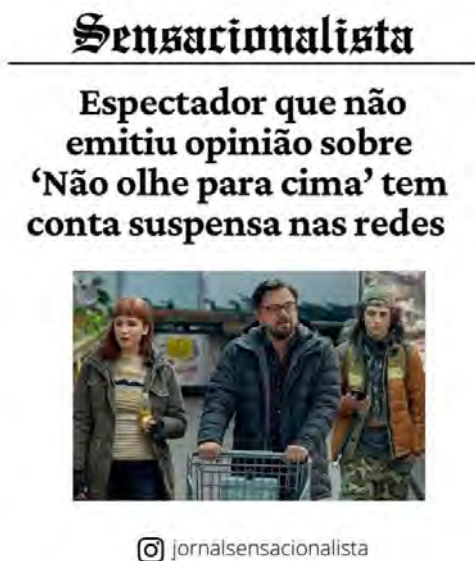 Sensacionalista
Espectador que não
emitiu opinião sobre
‘Não olhe para cima’ tem
conta suspensa nas redes
jornalsensacionalista